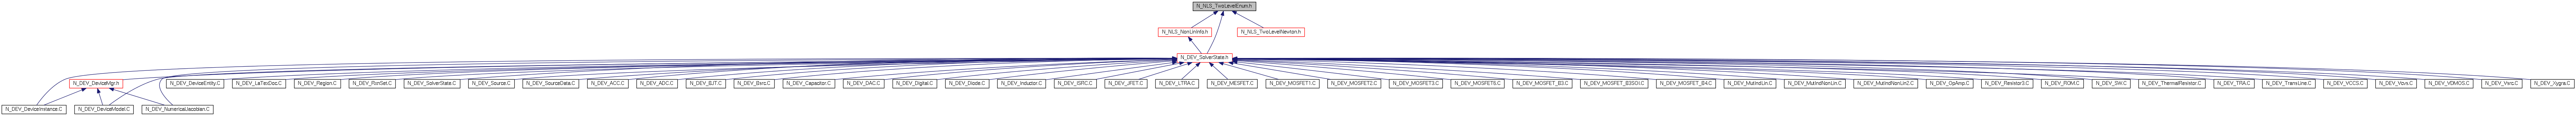 N_NLS_TwoLevelEnum.h
N_NLS_NonLinInfo.h
N_NLS_TwoLevelNewton.h
N_DEV_SolverState.h
N_DEV_DeviceMgr.h
N_DEV_DeviceEntity.C
N_DEV_LaTexDoc.C
N_DEV_Region.C
N_DEV_RxnSet.C
N_DEV_SolverState.C
N_DEV_Source.C
N_DEV_SourceData.C
N_DEV_ACC.C
N_DEV_ADC.C
N_DEV_BJT.C
N_DEV_Bsrc.C
N_DEV_Capacitor.C
N_DEV_DAC.C
N_DEV_Digital.C
N_DEV_Diode.C
N_DEV_Inductor.C
N_DEV_ISRC.C
N_DEV_JFET.C
N_DEV_LTRA.C
N_DEV_MESFET.C
N_DEV_MOSFET1.C
N_DEV_MOSFET2.C
N_DEV_MOSFET3.C
N_DEV_MOSFET6.C
N_DEV_MOSFET_B3.C
N_DEV_MOSFET_B3SOI.C
N_DEV_MOSFET_B4.C
N_DEV_MutIndLin.C
N_DEV_MutIndNonLin.C
N_DEV_MutIndNonLin2.C
N_DEV_OpAmp.C
N_DEV_Resistor3.C
N_DEV_ROM.C
N_DEV_SW.C
N_DEV_ThermalResistor.C
N_DEV_TRA.C
N_DEV_TransLine.C
N_DEV_VCCS.C
N_DEV_Vcvs.C
N_DEV_VDMOS.C
N_DEV_Vsrc.C
N_DEV_Xygra.C
N_DEV_DeviceInstance.C
N_DEV_DeviceModel.C
N_DEV_NumericalJacobian.C